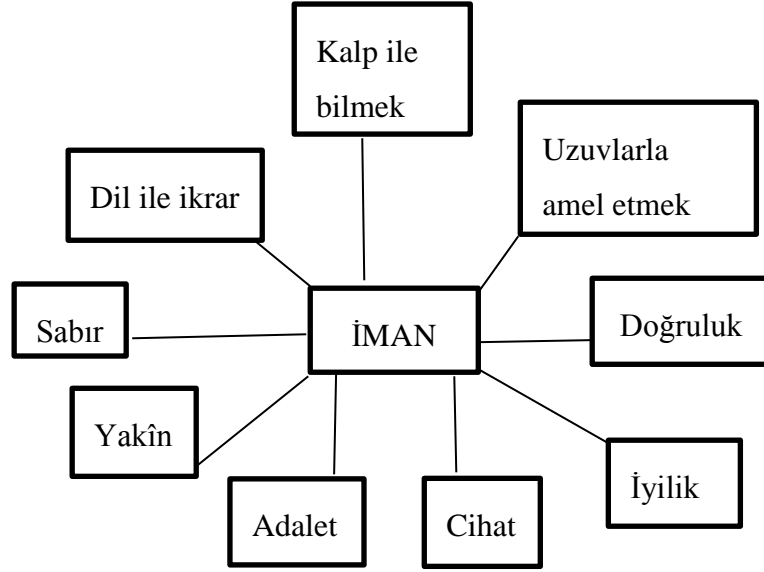 Kalp ile
bilmek
Uzuvlarla
amel etmek
Dil ile ikrar
Sabır
İMAN
Doğruluk
Yakîn
İyilik
Adalet
Cihat